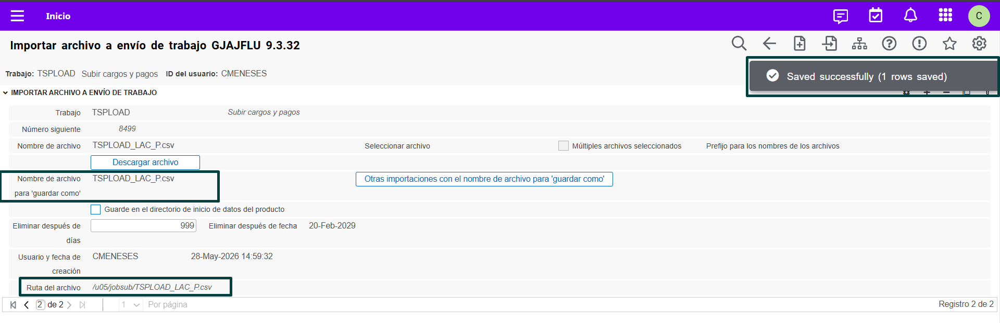 Inicio
C
Importar archivo a envío de trabajo GJAJFLU 9.3.32
Saved successfully (1 rows saved)
Trabajo: TSPLOAD Subir cargos y pagos ID del usuario: CMENESES
IMPORTAR ARCHIVO A ENVÍO DE TRABAJO
Trabajo TSPLOAD Subir cargos y pagos
Número siguiente 8499
Nombre de archivo TSPLOAD_LAC_P.csv Seleccionar archivo Múltiples archivos seleccionados Prefijo para los nombres de los archivos
Descargar archivo
Nombre de archivo TSPLOAD_LAC_P.csv Otras importaciones con el nombre de archivo para 'guardar como'
para 'guardar como'
Guarde en el directorio de inicio de datos del producto
Eliminar después de 999 Eliminar después de fecha 20-Feb-2029
días
Usuario y fecha de CMENESES 28-May-2026 14:59:32
creación
Ruta del archivo /u05/jobsub/TSPLOAD_LAC_P.csv
2 de 2 1 Por página Registro 2 de 2